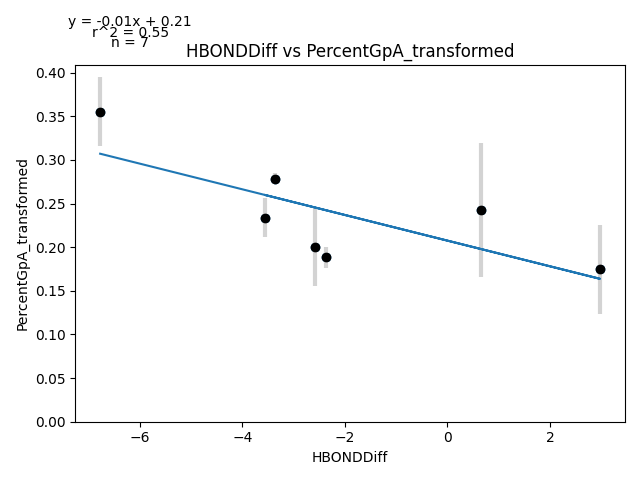 y = -0.01x + 0.21
r^2 = 0.55
n = 7
HBONDDiff vs PercentGpA_transformed
PercentGpA_transformed
0.40
0.35
0.30
0.25
0.20
0.15
0.10
0.05
0.00
−6 −4 −2 0 2
HBONDDiff